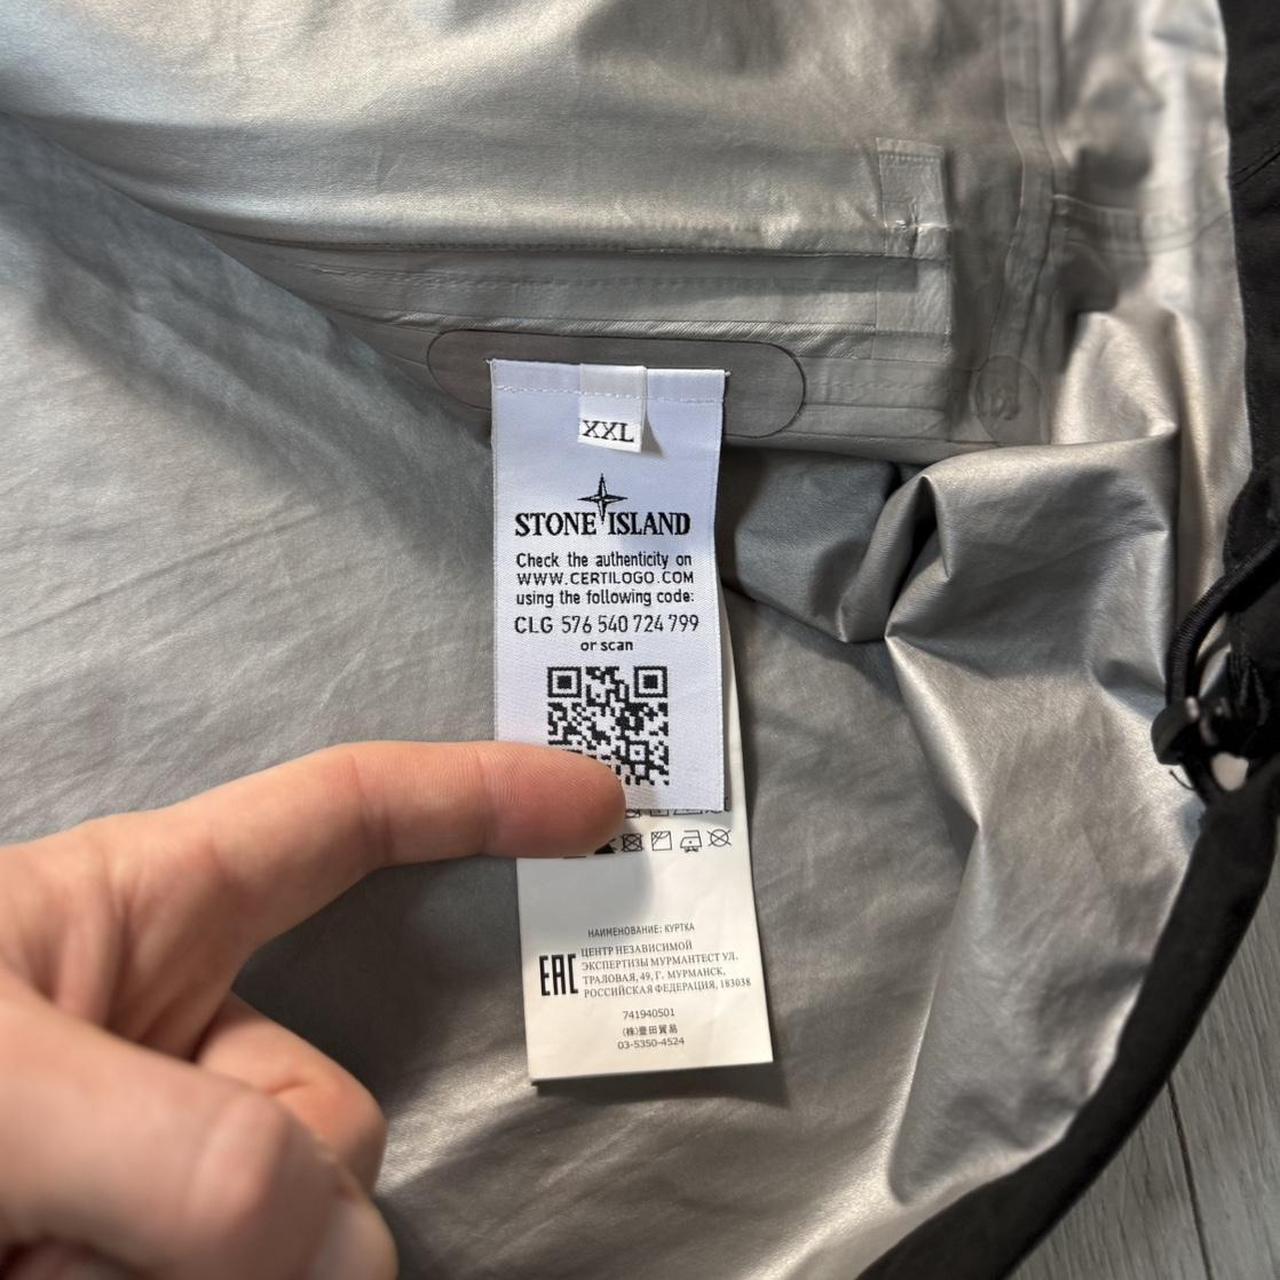 XXL
STONE ISLAND
Check the authenticity on
WWW.CERTILOGO.COM
using the following code:
CLG 576 540 724 799
or scan
НАИМЕНОВАНИЕ: КУРТКА
EAC
ЦЕНТР НЕЗАВИСИМОЙ
ЭКСПЕРТИЗЫ МУРМАНТЕСТ УЛ.
ТРАЛОВАЯ, 49, Г. МУРМАНСК,
РОССИЙСКАЯ ФЕДЕРАЦИЯ, 183038
741940501
(株)豊田貿易
03-5350-4524